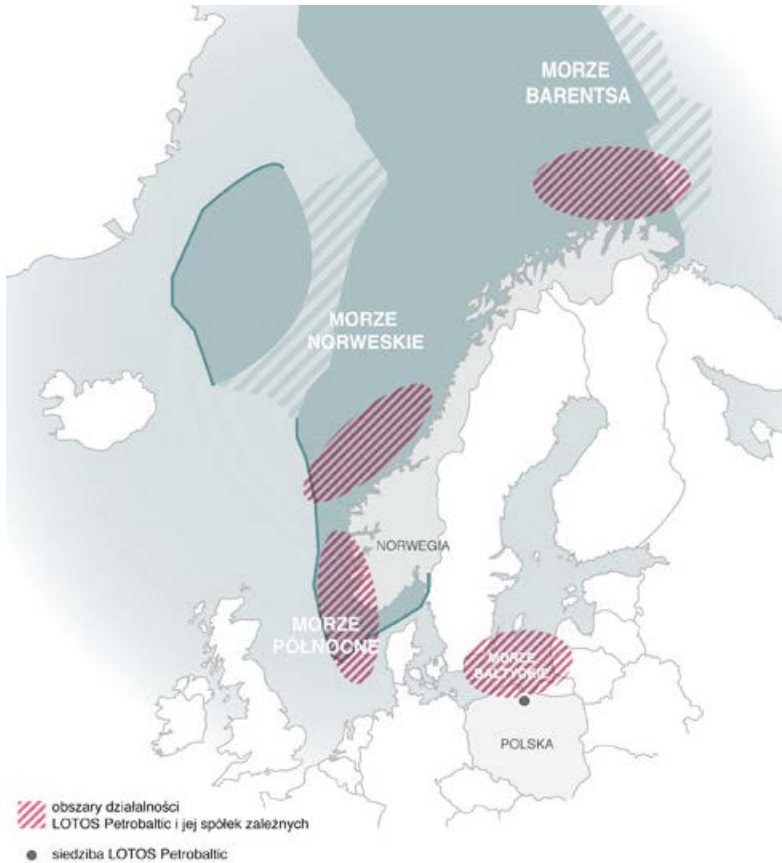 MORZE
BARENTSA
MORZE
NORWESKIE
NORWEGIA
MORZE
PÓŁNOCNE
MORZE
BAŁTYCKIE
POLSKA
obszary działalności
LOTOS Petrobaltic i jej spółek zależnych
siedziba LOTOS Petrobaltic